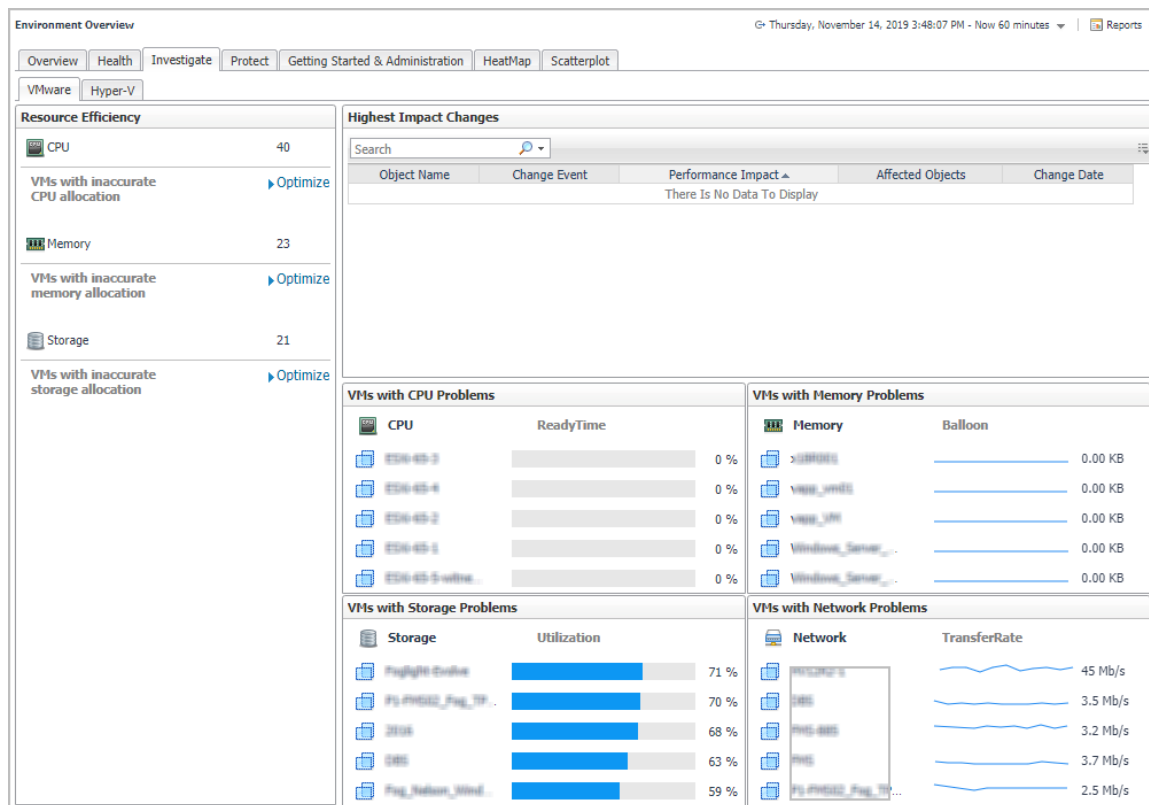 Environment Overview
Thursday, November 14, 2019 3:48:07 PM - Now 60 minutes
Reports
Overview
Health
Investigate
Protect
Getting Started & Administration
HeatMap
Scatterplot
VMware
Hyper-V
Resource Efficiency
CPU 40
VMs with inaccurate
CPU allocation
Optimize
Memory 23
VMs with inaccurate
memory allocation
Optimize
Storage 21
VMs with inaccurate
storage allocation
Optimize
Highest Impact Changes
Search
Object Name Change Event Performance Impact Affected Objects Change Date
There Is No Data To Display
VMs with CPU Problems
CPU ReadyTime
0 %
0 %
0 %
0 %
0 %
VMs with Memory Problems
Memory Balloon
0.00 KB
0.00 KB
0.00 KB
0.00 KB
0.00 KB
VMs with Storage Problems
Storage Utilization
71 %
70 %
68 %
63 %
59 %
VMs with Network Problems
Network TransferRate
45 Mb/s
3.5 Mb/s
3.2 Mb/s
3.7 Mb/s
2.5 Mb/s